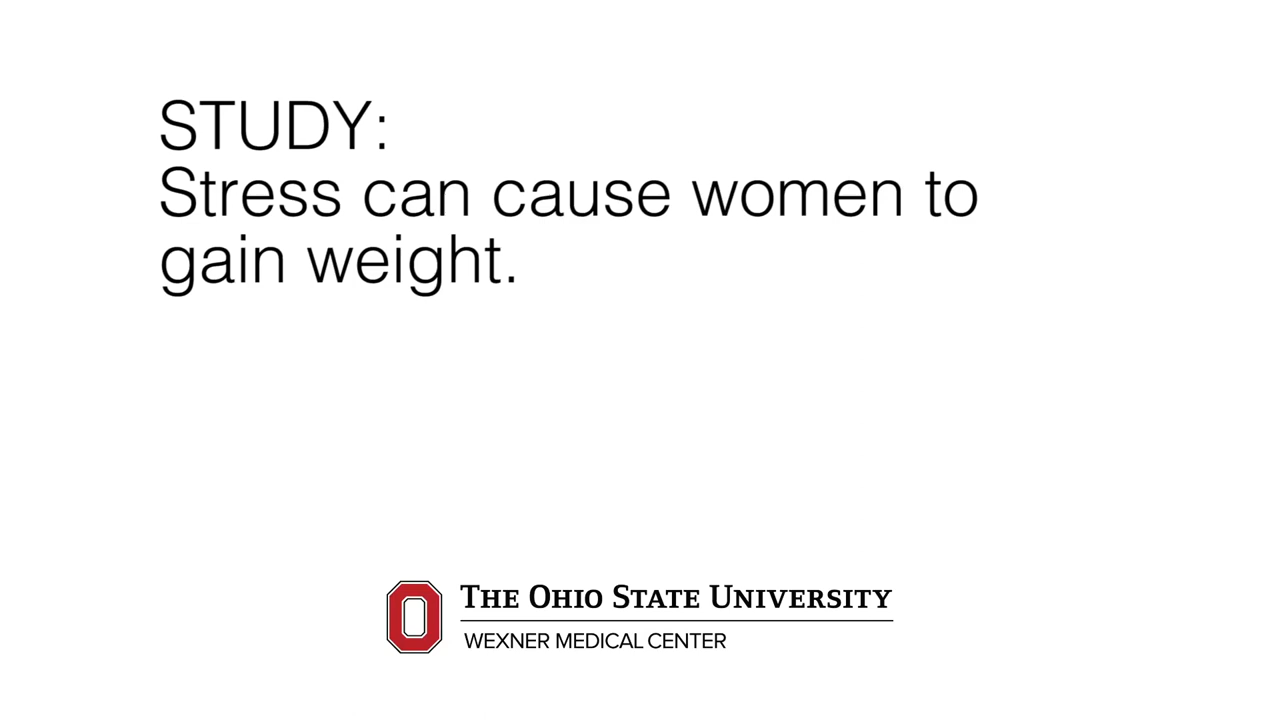 STUDY:
Stress can cause women to
gain weight.
THE OHIO STATE UNIVERSITY
WEXNER MEDICAL CENTER